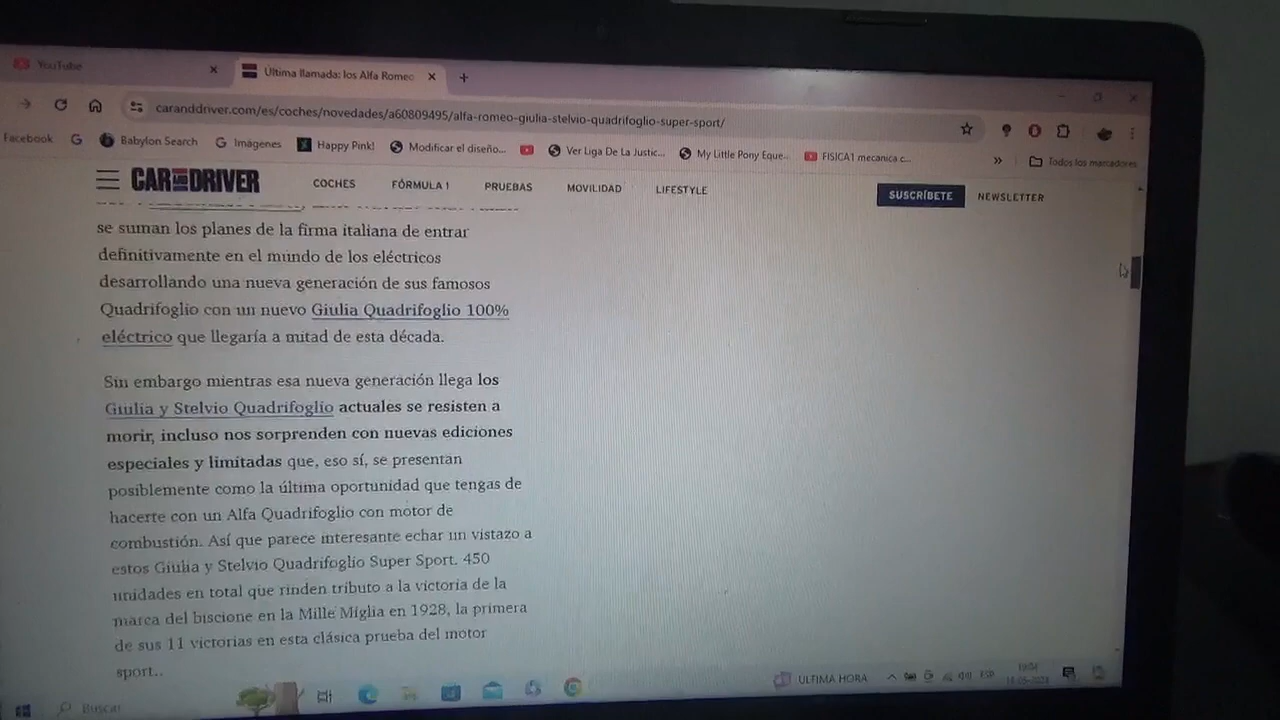 YouTube
Última llamada: los Alfa Romeo
caranddriver.com/es/coches/novedades/a60809495/alfa-romeo-giulia-stelvio-quadrifoglio-super-sport/
Facebook
Babylon Search
Imágenes
Happy Pink!
Modificar el diseño...
Ver Liga De La Justic...
My Little Pony Eque...
FISICA1 mecanica c...
»
Todos los marcadores
CAR AND DRIVER
COCHES
FÓRMULA 1
PRUEBAS
MOVILIDAD
LIFESTYLE
SUSCRÍBETE
NEWSLETTER
se suman los planes de la firma italiana de entrar
definitivamente en el mundo de los eléctricos
desarrollando una nueva generación de sus famosos
Quadrifoglio con un nuevo Giulia Quadrifoglio 100%
eléctrico que llegaría a mitad de esta década.
Sin embargo mientras esa nueva generación llega los
Giulia y Stelvio Quadrifoglio actuales se resisten a
morir, incluso nos sorprenden con nuevas ediciones
especiales y limitadas que, eso sí, se presentan
posiblemente como la última oportunidad que tengas de
hacerte con un Alfa Quadrifoglio con motor de
combustión. Así que parece interesante echar un vistazo a
estos Giulia y Stelvio Quadrifoglio Super Sport. 450
unidades en total que rinden tributo a la victoria de la
marca del biscione en la Mille Miglia en 1928, la primera
de sus 11 victorias en esta clásica prueba del motor
sport..
Buscar
ULTIMA HORA
ESP